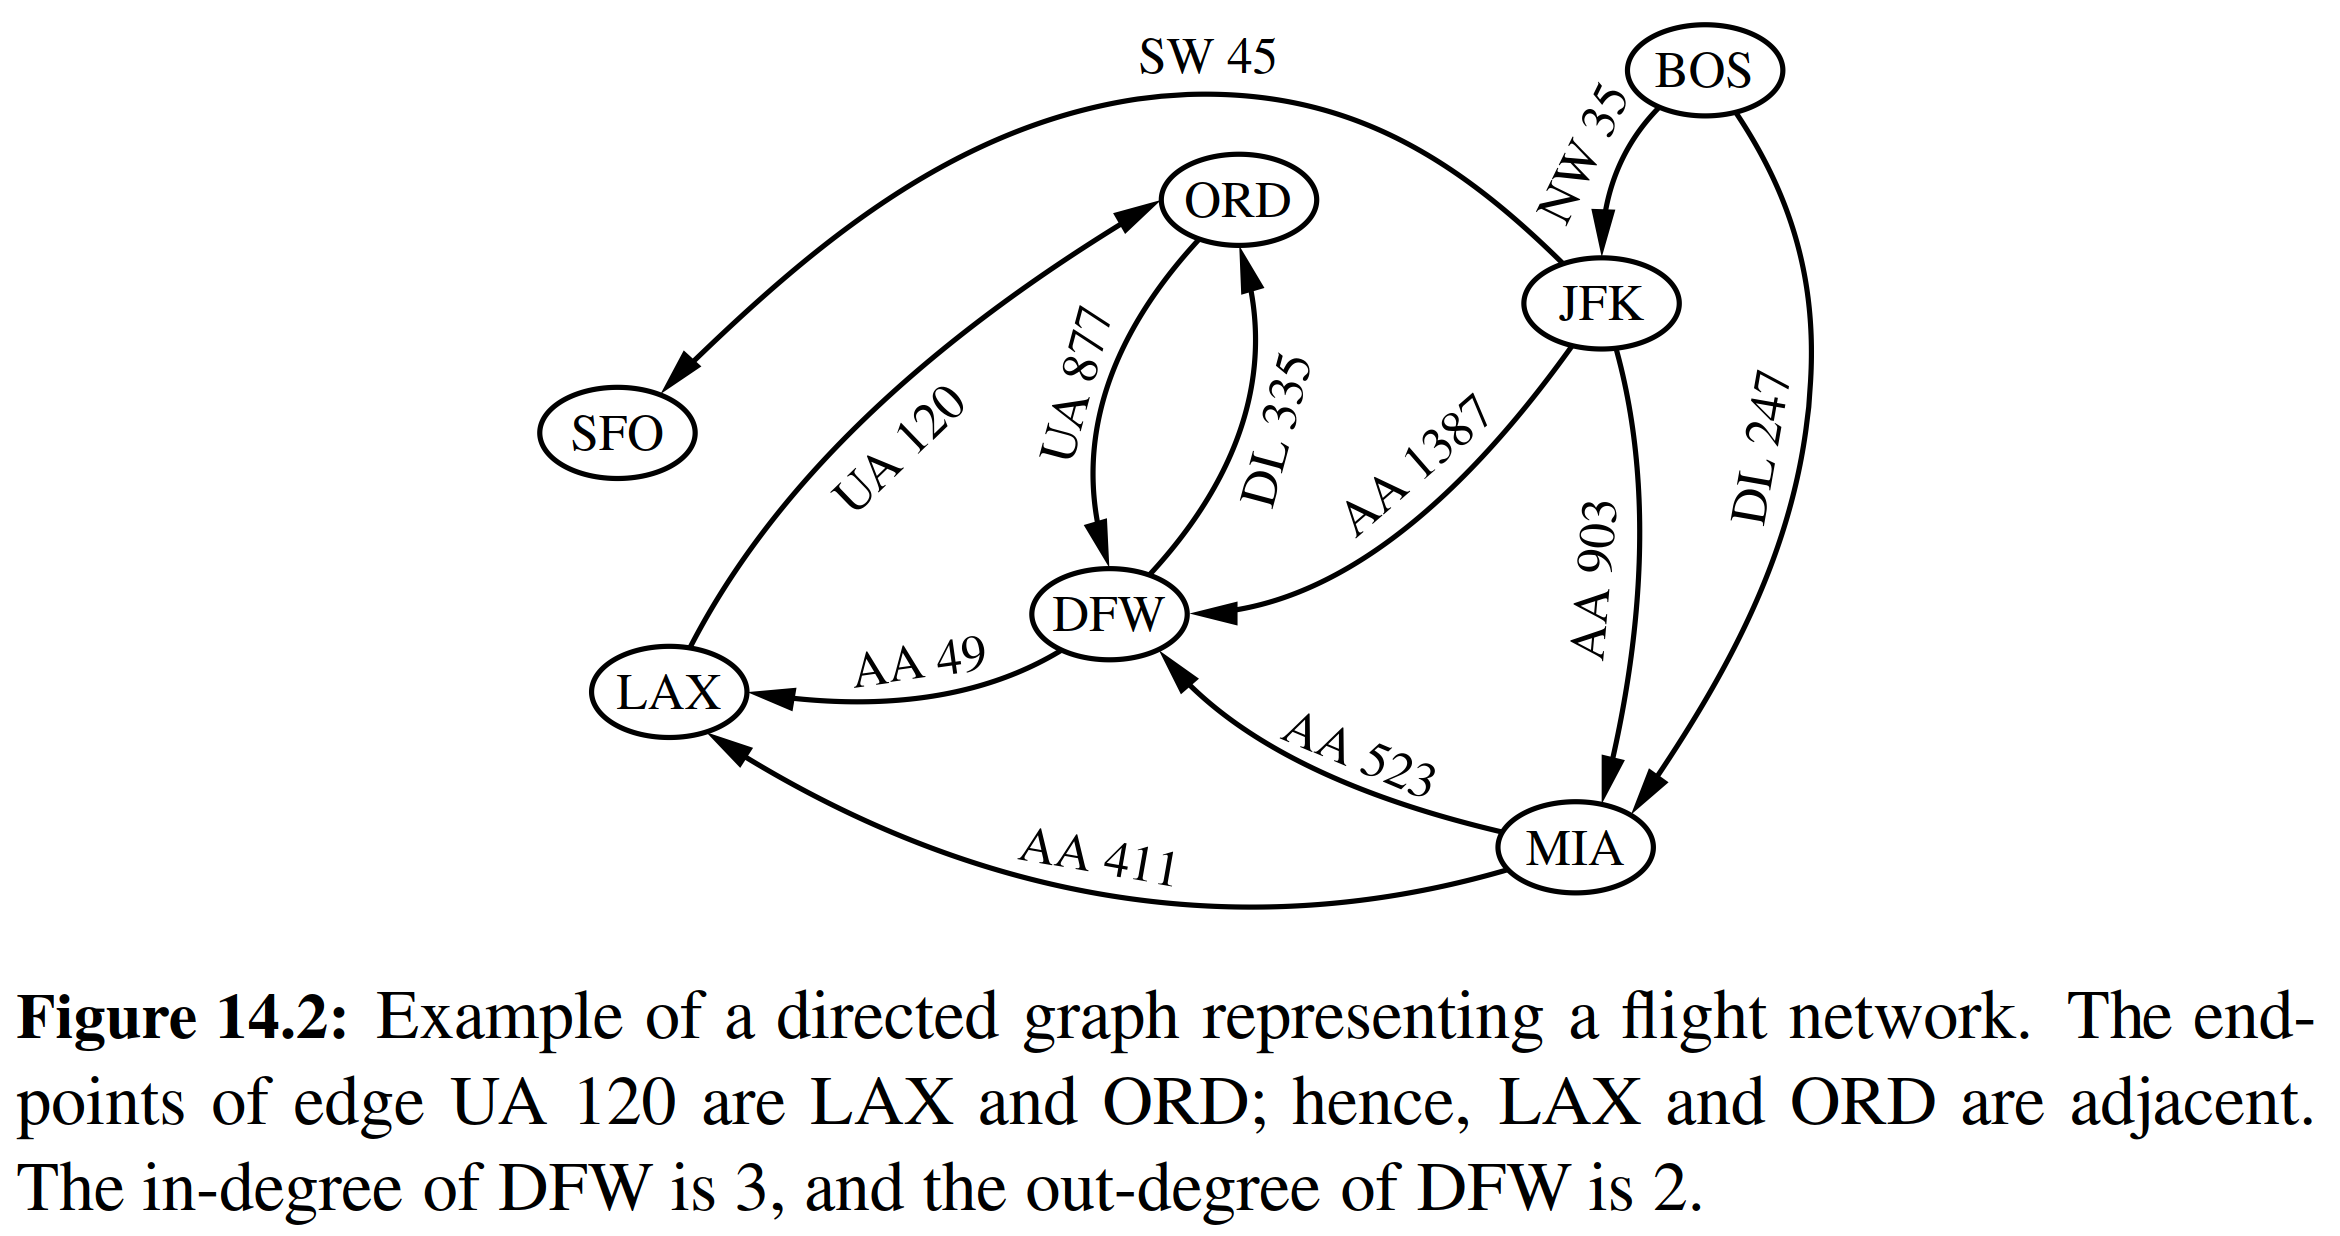 SW 45
BOS
NW 35
ORD
JFK
UA 877
DL 335
SFO
UA 120
AA 1387
DL 247
AA 903
DFW
AA 49
LAX
AA 523
MIA
AA 411
Figure 14.2: Example of a directed graph representing a flight network. The end-
points of edge UA 120 are LAX and ORD; hence, LAX and ORD are adjacent.
The in-degree of DFW is 3, and the out-degree of DFW is 2.